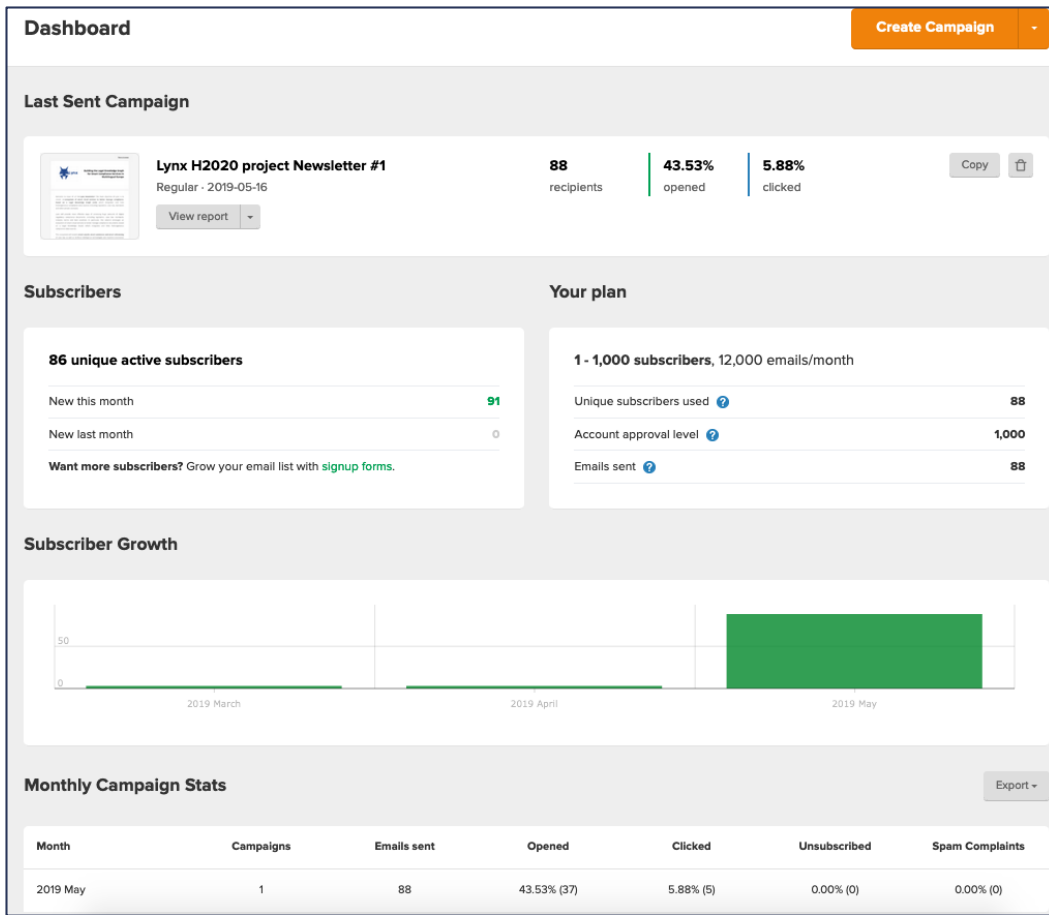 Dashboard
Create Campaign
Last Sent Campaign
Lynx H2020 project Newsletter #1
Regular · 2019-05-16
View report
88
recipients
43.53%
opened
5.88%
clicked
Copy
Subscribers
Your plan
86 unique active subscribers
New this month 91
New last month 0
Want more subscribers? Grow your email list with signup forms.
1 - 1,000 subscribers, 12,000 emails/month
Unique subscribers used ? 88
Account approval level ? 1,000
Emails sent ? 88
Subscriber Growth
50
0
2019 March 2019 April 2019 May
Monthly Campaign Stats
Export
Month Campaigns Emails sent Opened Clicked Unsubscribed Spam Complaints
2019 May 1 88 43.53% (37) 5.88% (5) 0.00% (0) 0.00% (0)